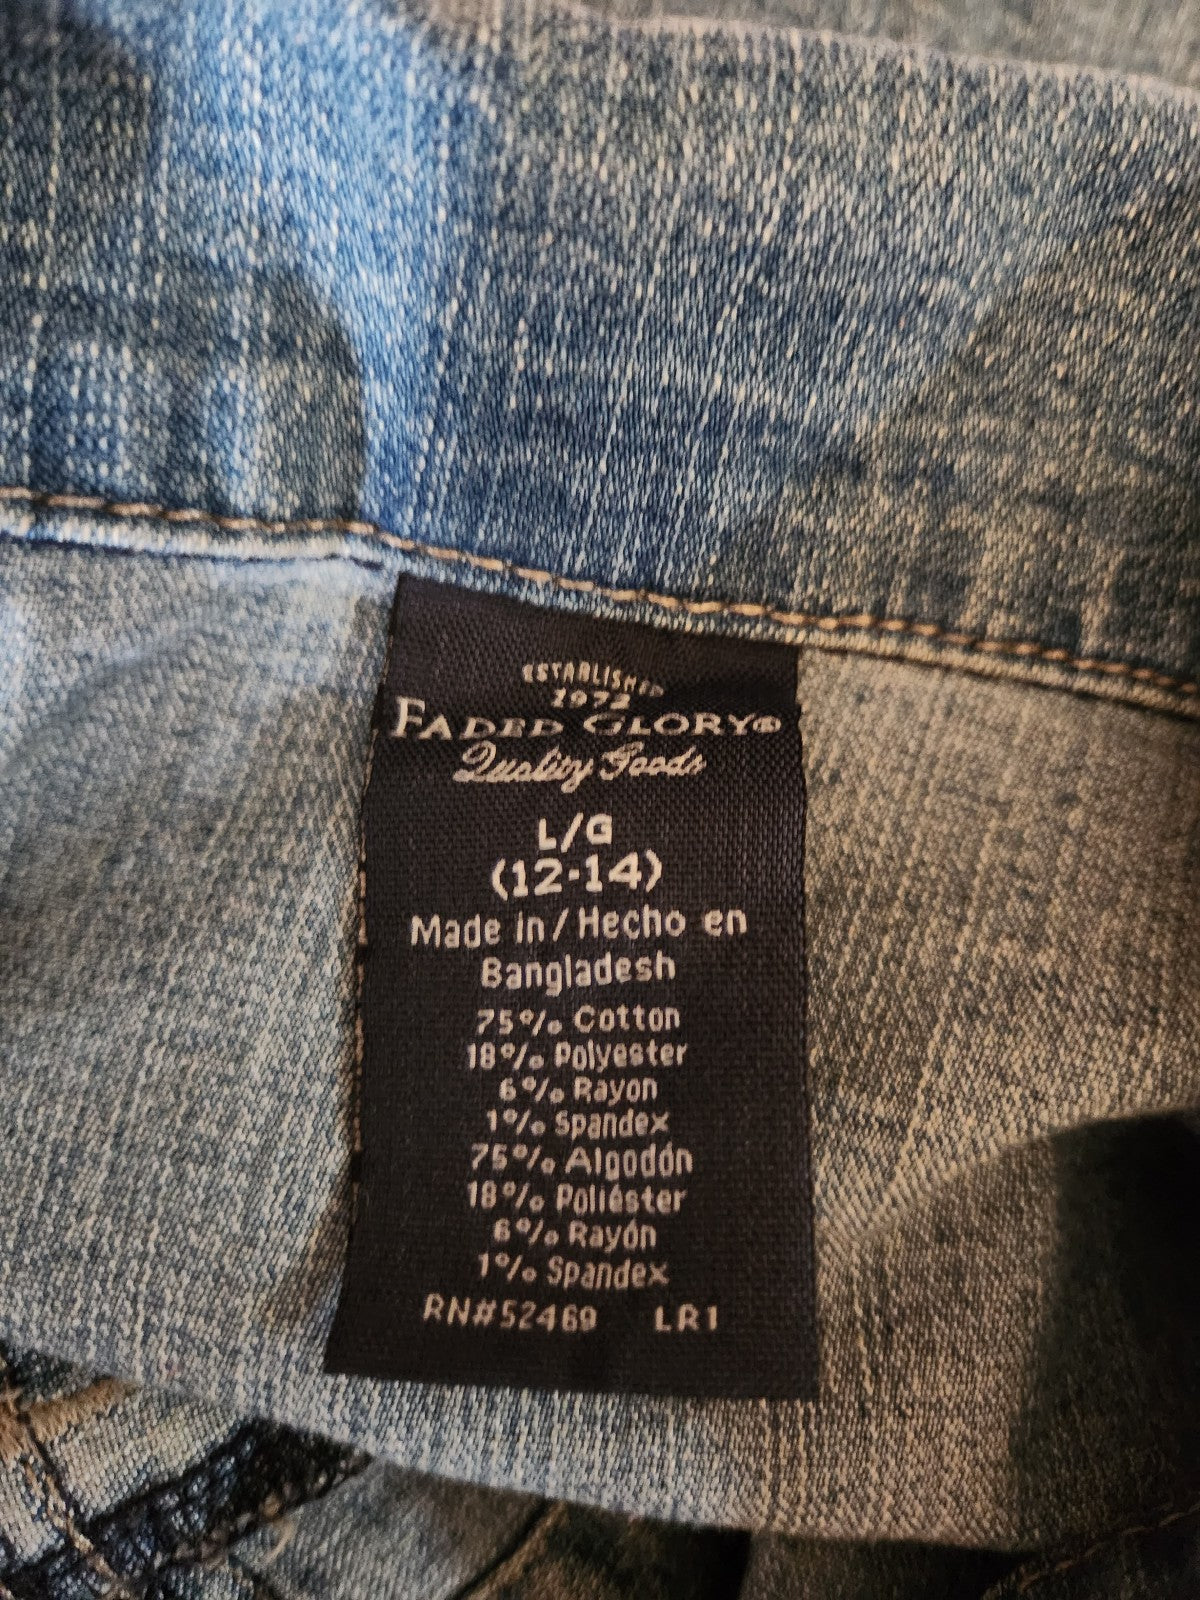 ESTABLISHED
1972
FADED GLORY®
Quality Goods
L/G
(12-14)
Made in / Hecho en
Bangladesh
75% Cotton
18% Polyester
6% Rayon
1% Spandex
75% Algodón
18% Poliéster
6% Rayón
1% Spandex
RN#52469 LR1